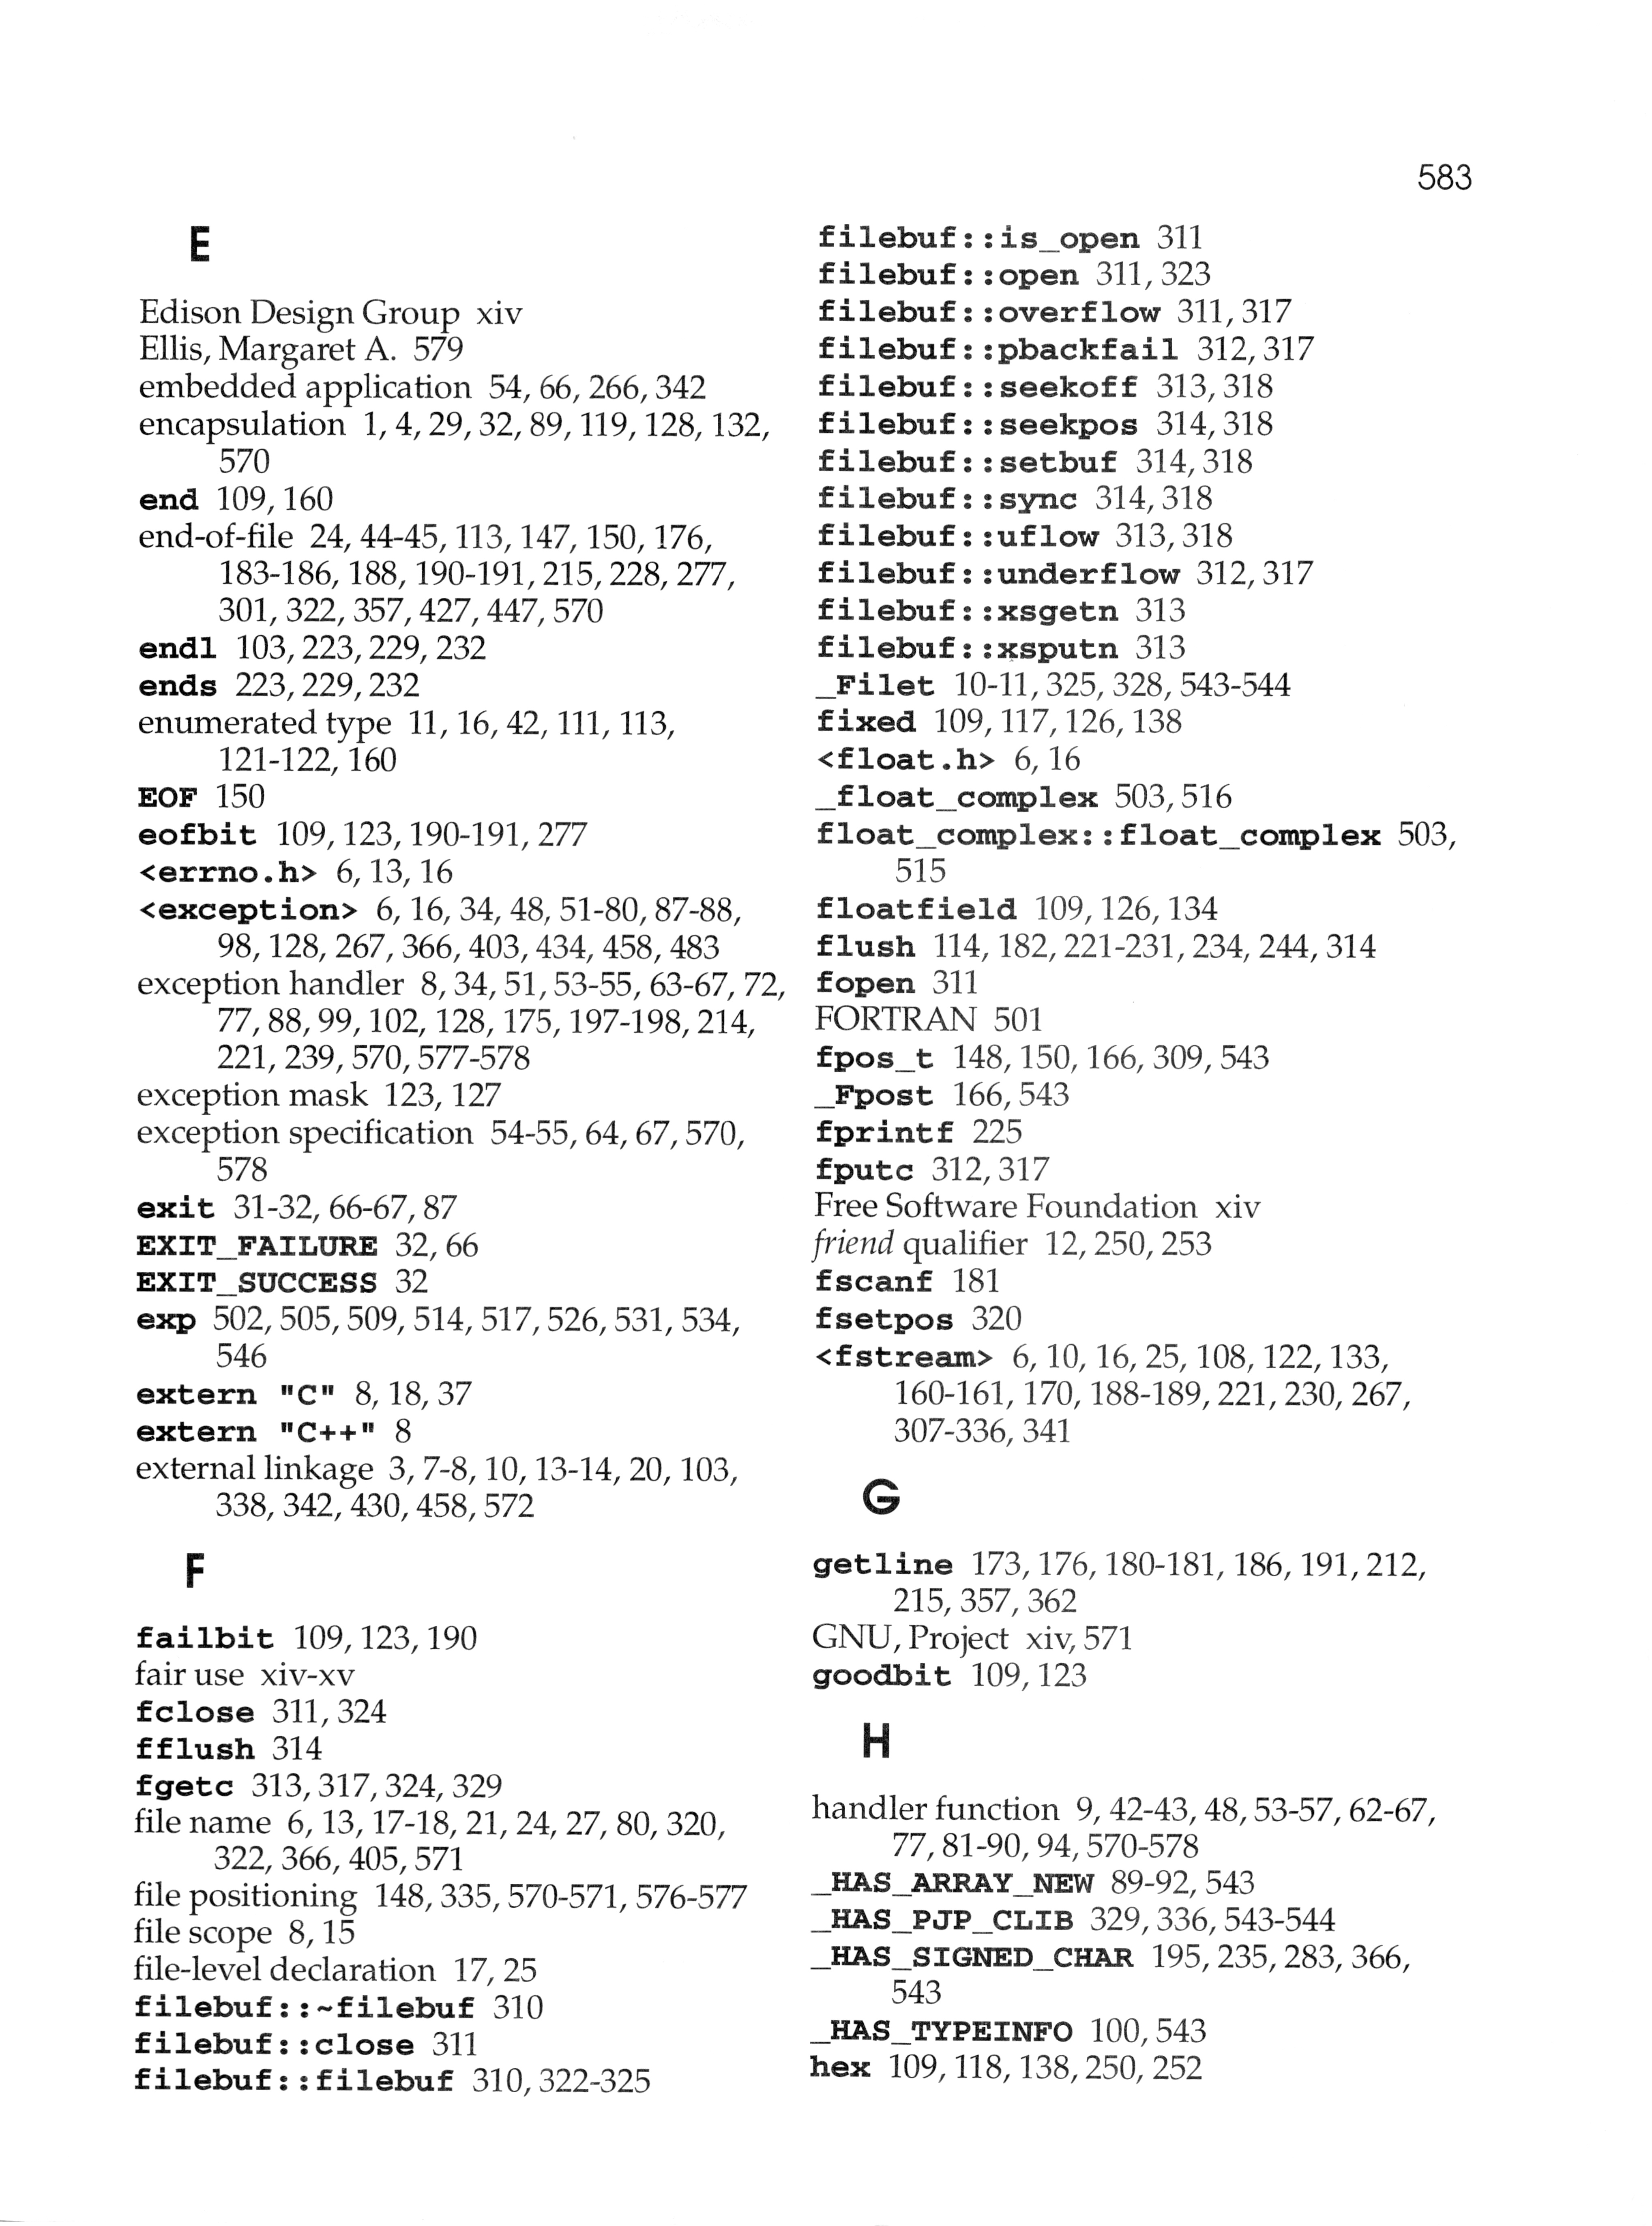 583
E
Edison Design Group xiv
Ellis, Margaret A. 579
embedded application 54, 66, 266, 342
encapsulation 1, 4, 29, 32, 89, 119, 128, 132,
570
end 109, 160
end-of-file 24, 44-45, 113, 147, 150, 176,
183-186, 188, 190-191, 215, 228, 277,
301, 322, 357, 427, 447, 570
endl 103, 223, 229, 232
ends 223, 229, 232
enumerated type 11, 16, 42, 111, 113,
121-122, 160
EOF 150
eofbit 109, 123, 190-191, 277
<errno.h> 6, 13, 16
<exception> 6, 16, 34, 48, 51-80, 87-88,
98, 128, 267, 366, 403, 434, 458, 483
exception handler 8, 34, 51, 53-55, 63-67, 72,
77, 88, 99, 102, 128, 175, 197-198, 214,
221, 239, 570, 577-578
exception mask 123, 127
exception specification 54-55, 64, 67, 570,
578
exit 31-32, 66-67, 87
EXIT_FAILURE 32, 66
EXIT_SUCCESS 32
exp 502, 505, 509, 514, 517, 526, 531, 534,
546
extern "C" 8, 18, 37
extern "C++" 8
external linkage 3, 7-8, 10, 13-14, 20, 103,
338, 342, 430, 458, 572
F
failbit 109, 123, 190
fair use xiv-xv
fclose 311, 324
fflush 314
fgetc 313, 317, 324, 329
file name 6, 13, 17-18, 21, 24, 27, 80, 320,
322, 366, 405, 571
file positioning 148, 335, 570-571, 576-577
file scope 8, 15
file-level declaration 17, 25
filebuf::~filebuf 310
filebuf::close 311
filebuf::filebuf 310, 322-325
filebuf::is_open 311
filebuf::open 311, 323
filebuf::overflow 311, 317
filebuf::pbackfail 312, 317
filebuf::seekoff 313, 318
filebuf::seekpos 314, 318
filebuf::setbuf 314, 318
filebuf::sync 314, 318
filebuf::uflow 313, 318
filebuf::underflow 312, 317
filebuf::xsgetn 313
filebuf::xsputn 313
_Filet 10-11, 325, 328, 543-544
fixed 109, 117, 126, 138
<float.h> 6, 16
_float_complex 503, 516
float_complex::float_complex 503,
515
floatfield 109, 126, 134
flush 114, 182, 221-231, 234, 244, 314
fopen 311
FORTRAN 501
fpos_t 148, 150, 166, 309, 543
_Fpost 166, 543
fprintf 225
fputc 312, 317
Free Software Foundation xiv
friend qualifier 12, 250, 253
fscanf 181
fsetpos 320
<fstream> 6, 10, 16, 25, 108, 122, 133,
160-161, 170, 188-189, 221, 230, 267,
307-336, 341
G
getline 173, 176, 180-181, 186, 191, 212,
215, 357, 362
GNU, Project xiv, 571
goodbit 109, 123
H
handler function 9, 42-43, 48, 53-57, 62-67,
77, 81-90, 94, 570-578
_HAS_ARRAY_NEW 89-92, 543
_HAS_PJP_CLIB 329, 336, 543-544
_HAS_SIGNED_CHAR 195, 235, 283, 366,
543
_HAS_TYPEINFO 100, 543
hex 109, 118, 138, 250, 252